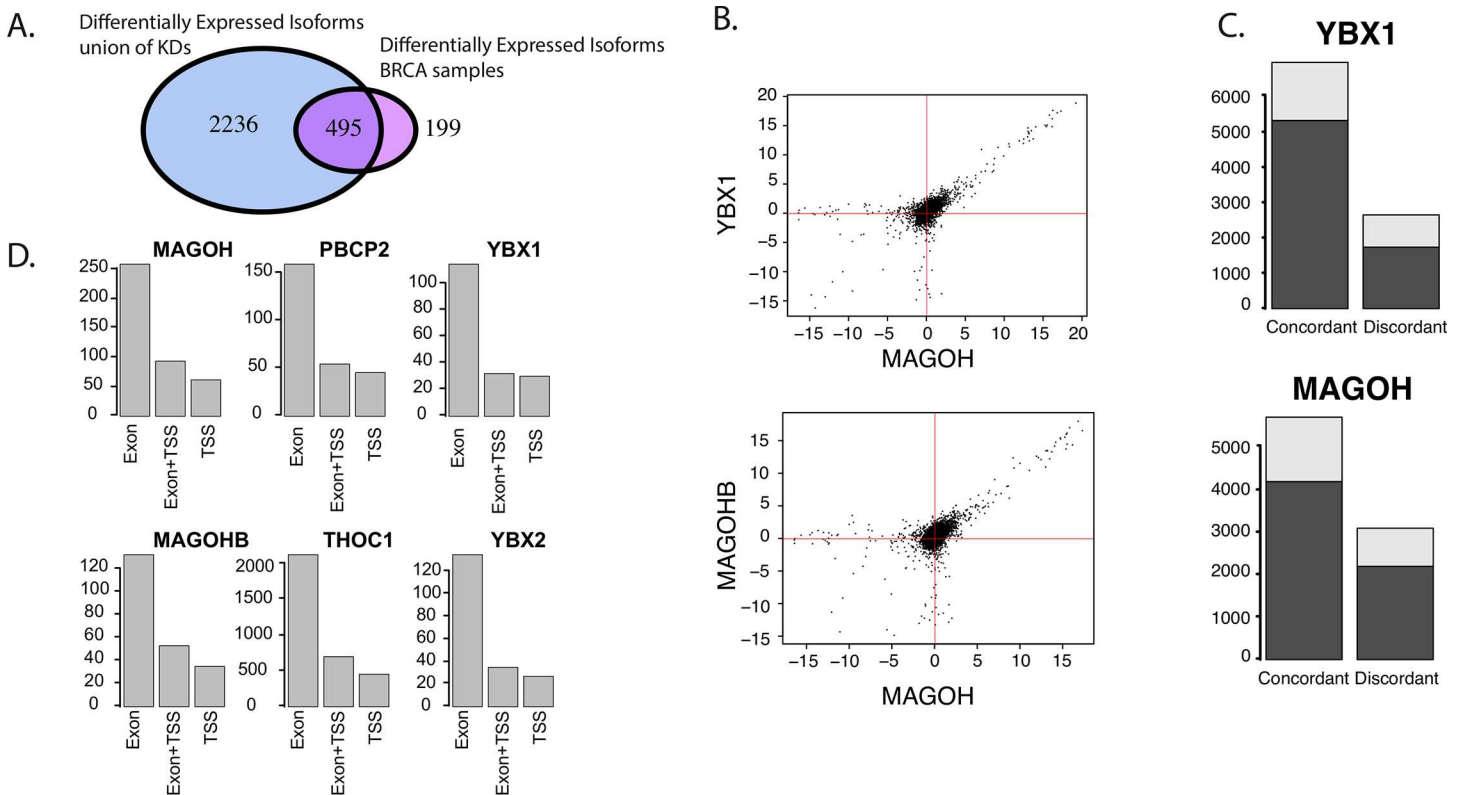 A.
Differentially Expressed Isoforms
union of KDs
Differentially Expressed Isoforms
BRCA samples
2236
495
199
B.
20
15
10
5
0
−5
−10
−15
YBX1
−15 −10 −5 0 5 10 15 20
MAGOH
15
10
5
0
−5
−10
−15
MAGOHB
−15 −10 −5 0 5 10 15
MAGOH
C.
YBX1
6000
5000
4000
3000
2000
1000
0
Concordant Discordant
MAGOH
5000
4000
3000
2000
1000
0
Concordant Discordant
D.
MAGOH
250
200
150
100
50
0
Exon
Exon+TSS
TSS
PBCP2
150
100
50
0
Exon
Exon+TSS
TSS
YBX1
100
80
60
40
20
0
Exon
Exon+TSS
TSS
MAGOHB
120
100
80
60
40
20
0
Exon
Exon+TSS
TSS
THOC1
2000
1500
1000
500
0
Exon
Exon+TSS
TSS
YBX2
120
100
80
60
40
20
0
Exon
Exon+TSS
TSS